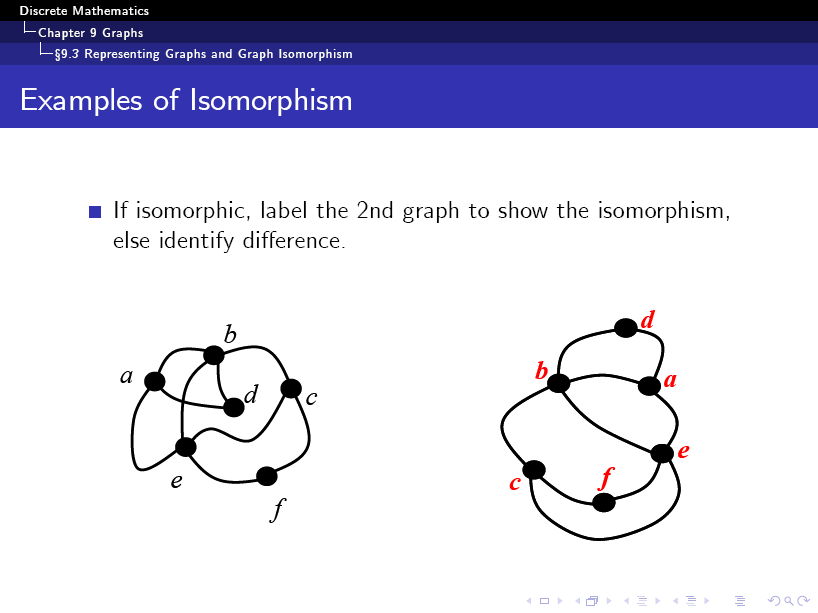 Discrete Mathematics
Chapter 9 Graphs
§9.3 Representing Graphs and Graph Isomorphism
Examples of Isomorphism
If isomorphic, label the 2nd graph to show the isomorphism,
else identify difference.
b
a
d
c
e
f
d
b
a
e
c
f